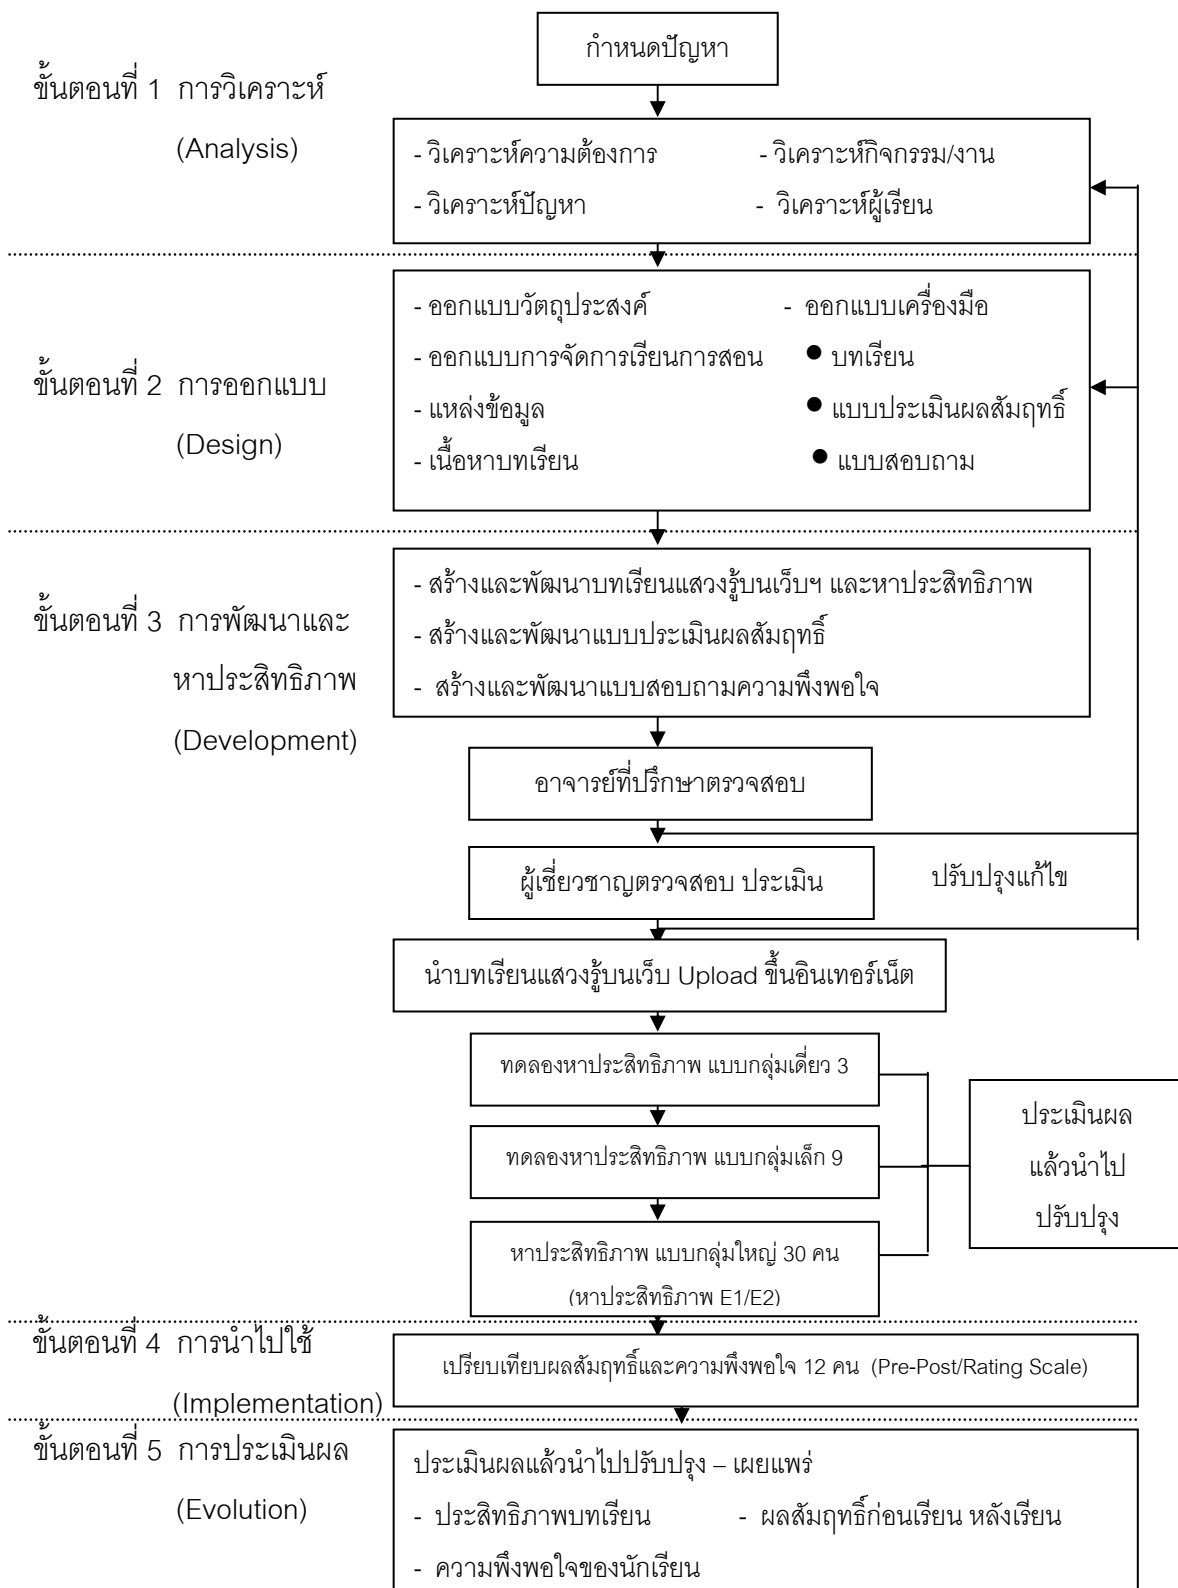 กำหนดปัญหา
ขั้นตอนที่ 1 การวิเคราะห์
(Analysis)
- วิเคราะห์ความต้องการ - วิเคราะห์กิจกรรม/งาน
- วิเคราะห์ปัญหา - วิเคราะห์ผู้เรียน
ขั้นตอนที่ 2 การออกแบบ
(Design)
- ออกแบบวัตถุประสงค์ - ออกแบบเครื่องมือ
- ออกแบบการจัดการเรียนการสอน ● บทเรียน
- แหล่งข้อมูล ● แบบประเมินผลสัมฤทธิ์
- เนื้อหาบทเรียน ● แบบสอบถาม
ขั้นตอนที่ 3 การพัฒนาและ
หาประสิทธิภาพ
(Development)
- สร้างและพัฒนาบทเรียนแสวงรู้บนเว็บฯ และหาประสิทธิภาพ
- สร้างและพัฒนาแบบประเมินผลสัมฤทธิ์
- สร้างและพัฒนาแบบสอบถามความพึงพอใจ
อาจารย์ที่ปรึกษาตรวจสอบ
ผู้เชี่ยวชาญตรวจสอบ ประเมิน
ปรับปรุงแก้ไข
นำบทเรียนแสวงรู้บนเว็บ Upload ขึ้นอินเทอร์เน็ต
ทดลองหาประสิทธิภาพ แบบกลุ่มเดี่ยว 3
ทดลองหาประสิทธิภาพ แบบกลุ่มเล็ก 9
หาประสิทธิภาพ แบบกลุ่มใหญ่ 30 คน
(หาประสิทธิภาพ E1/E2)
ประเมินผล
แล้วนำไป
ปรับปรุง
ขั้นตอนที่ 4 การนำไปใช้
(Implementation)
เปรียบเทียบผลสัมฤทธิ์และความพึงพอใจ 12 คน (Pre-Post/Rating Scale)
ขั้นตอนที่ 5 การประเมินผล
(Evolution)
ประเมินผลแล้วนำไปปรับปรุง – เผยแพร่
- ประสิทธิภาพบทเรียน - ผลสัมฤทธิ์ก่อนเรียน หลังเรียน
- ความพึงพอใจของนักเรียน